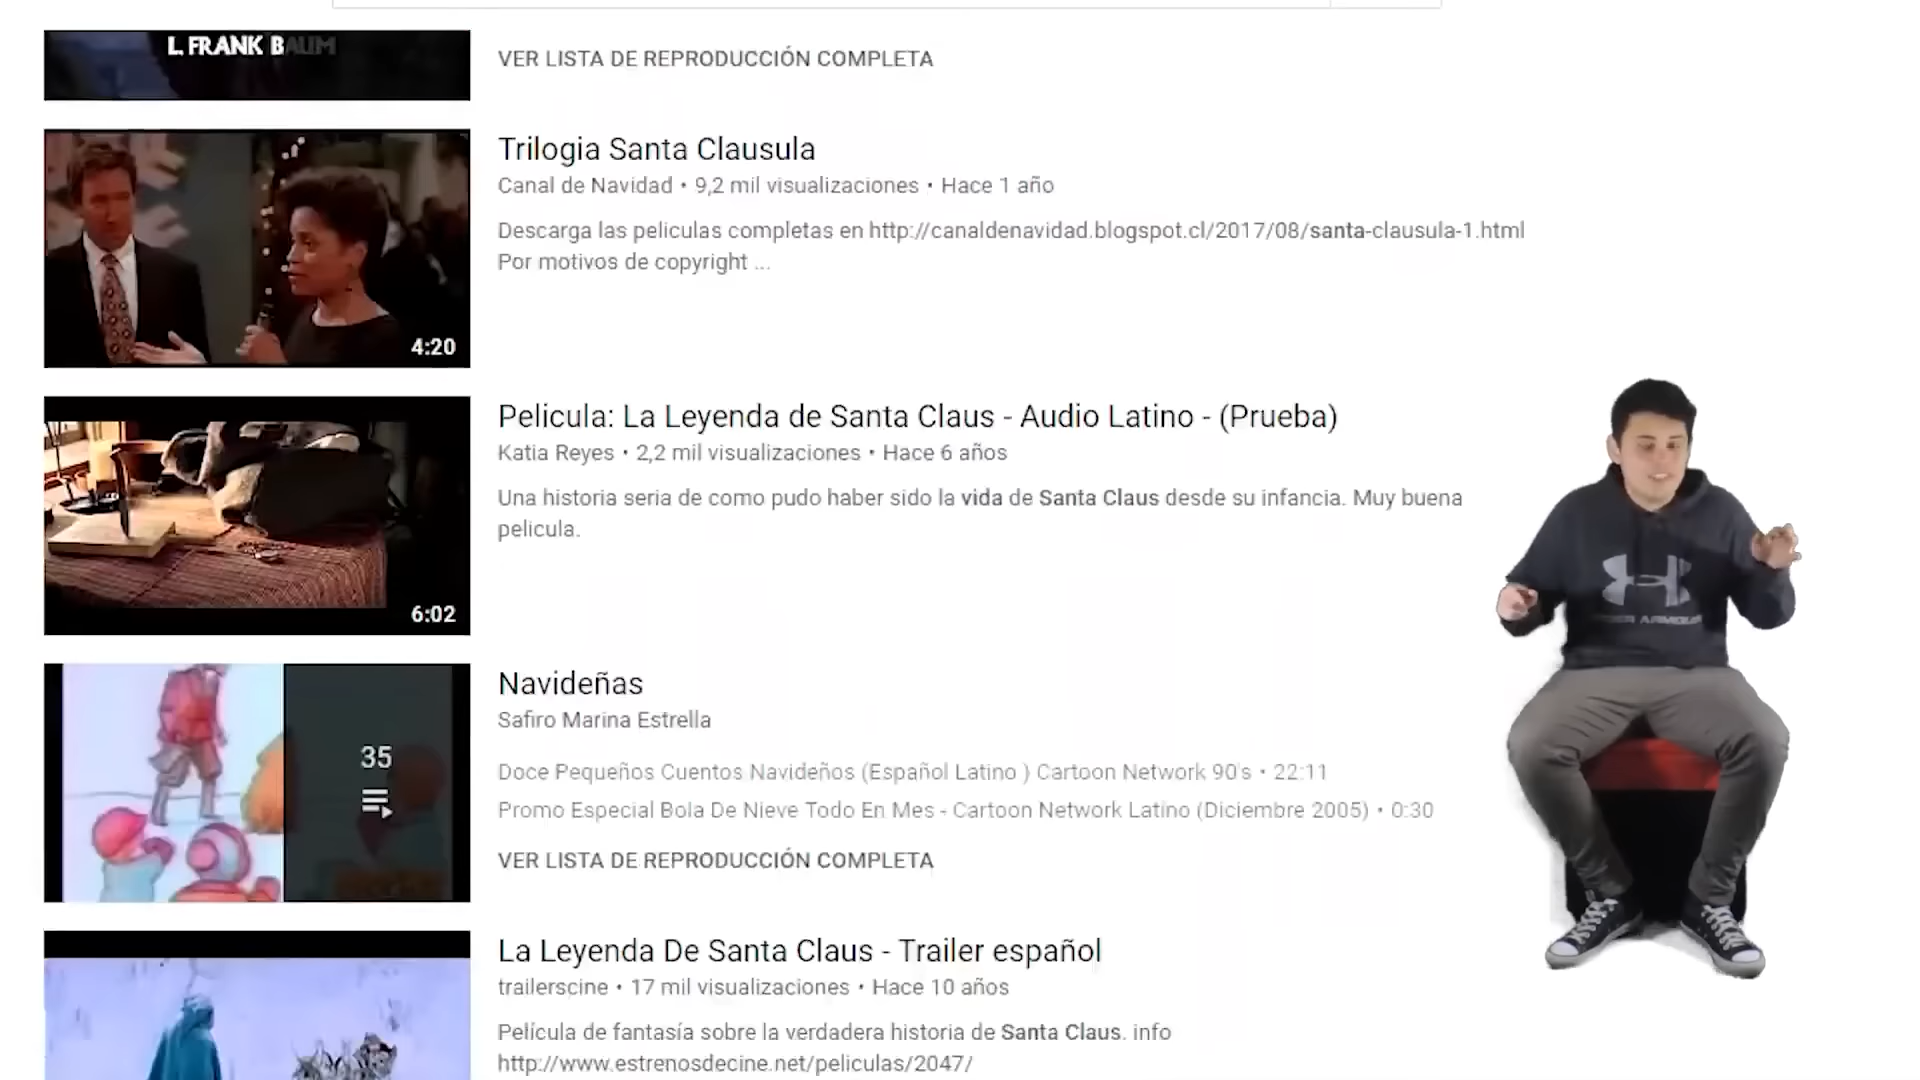 L. FRANK BAUM
VER LISTA DE REPRODUCCIÓN COMPLETA
Trilogia Santa Clausula
Canal de Navidad • 9,2 mil visualizaciones • Hace 1 año
Descarga las peliculas completas en http://canaldenavidad.blogspot.cl/2017/08/santa-clausula-1.html
Por motivos de copyright ...
4:20
Pelicula: La Leyenda de Santa Claus - Audio Latino - (Prueba)
Katia Reyes • 2,2 mil visualizaciones • Hace 6 años
Una historia seria de como pudo haber sido la vida de Santa Claus desde su infancia. Muy buena
pelicula.
6:02
Navideñas
Safiro Marina Estrella
35
Doce Pequeños Cuentos Navideños (Español Latino ) Cartoon Network 90's • 22:11
Promo Especial Bola De Nieve Todo En Mes - Cartoon Network Latino (Diciembre 2005) • 0:30
VER LISTA DE REPRODUCCIÓN COMPLETA
La Leyenda De Santa Claus - Trailer español
trailerscine • 17 mil visualizaciones • Hace 10 años
Película de fantasía sobre la verdadera historia de Santa Claus. info
http://www.estrenosdecine.net/peliculas/2047/
UNDER ARMOUR